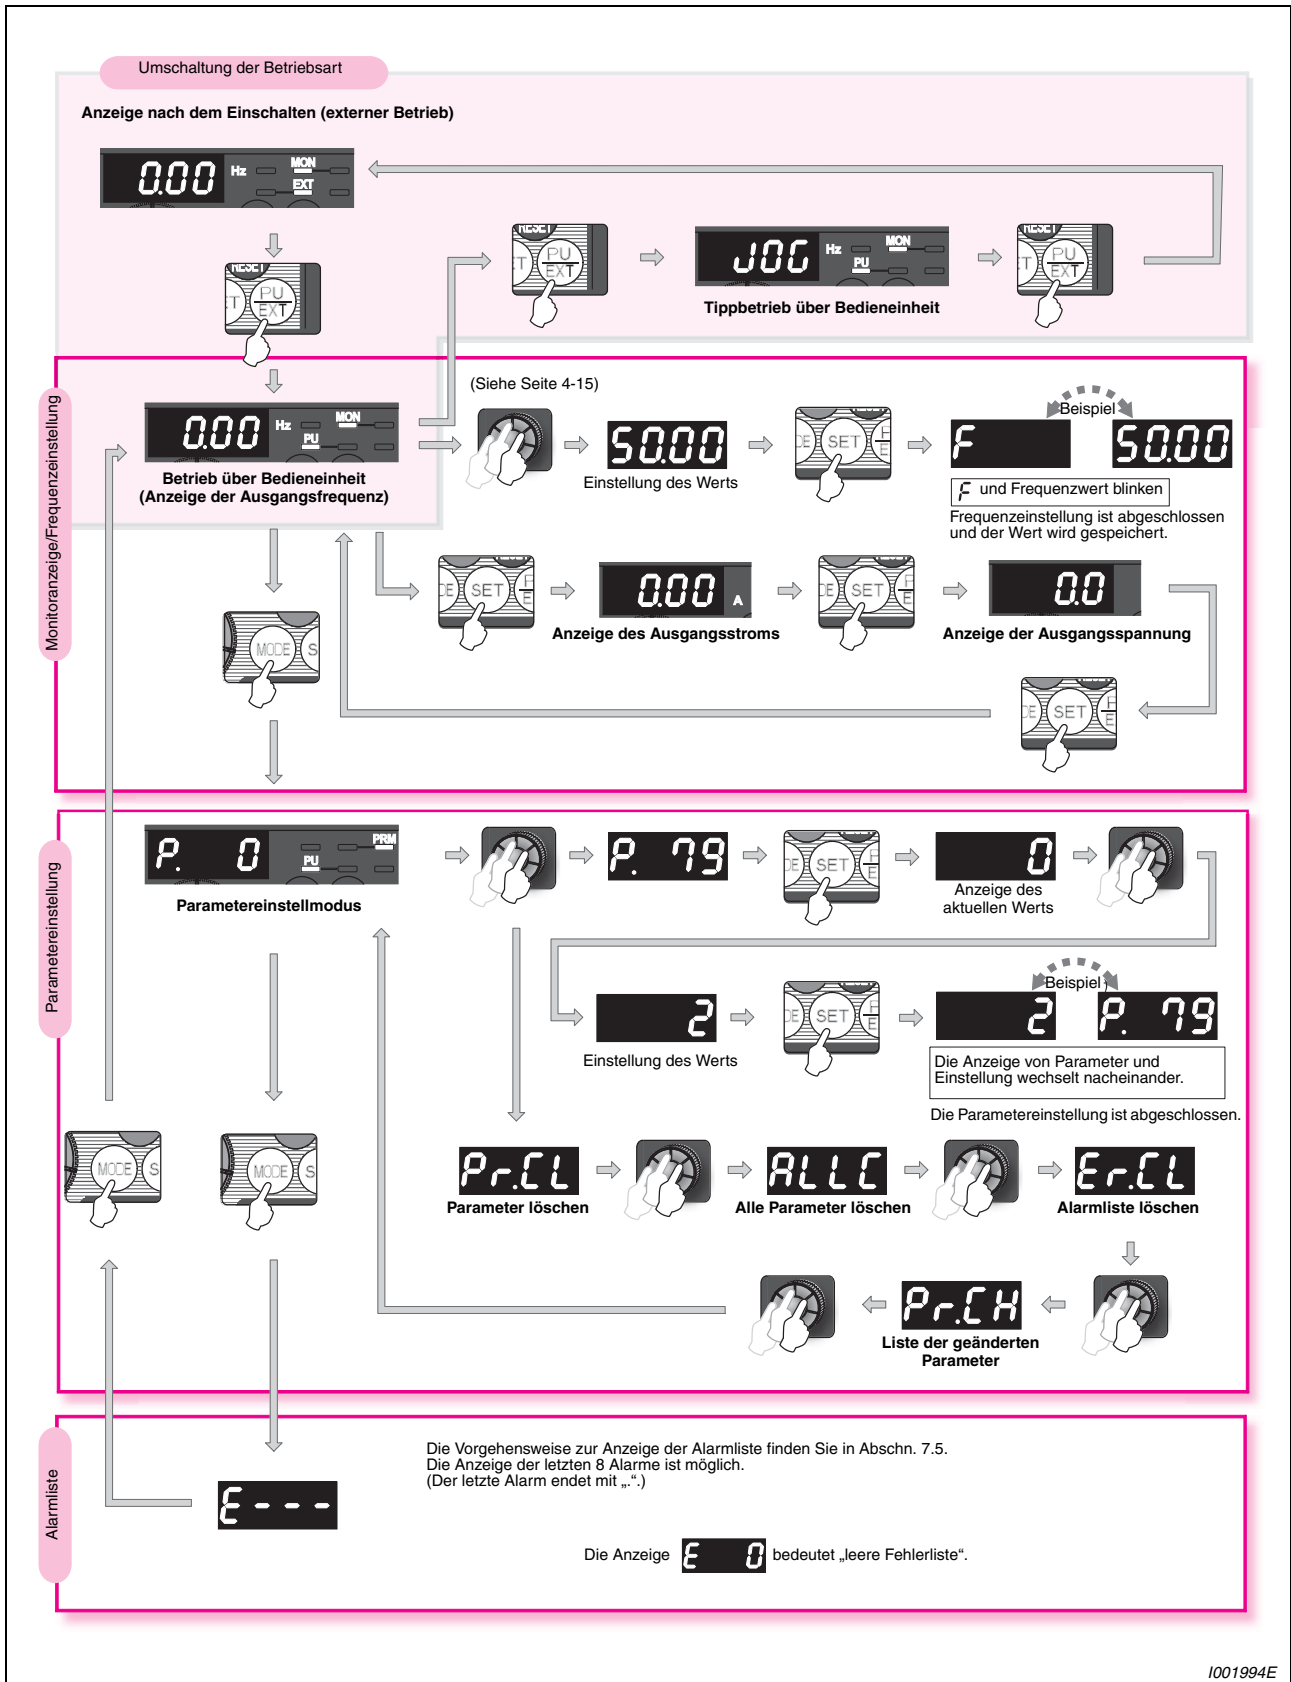 Umschaltung der Betriebsart
Anzeige nach dem Einschalten (externer Betrieb)
0.00 Hz MON EXT
RESET PU EXT
RESET PU EXT
JOG Hz MON PU
PU EXT
Tippbetrieb über Bedieneinheit
Monitoranzeige/Frequenzeinstellung
(Siehe Seite 4-15)
0.00 Hz MON PU
Betrieb über Bedieneinheit
(Anzeige der Ausgangsfrequenz)
50.00
Einstellung des Werts
SET
Beispiel
F 50.00
F und Frequenzwert blinken
Frequenzeinstellung ist abgeschlossen
und der Wert wird gespeichert.
SET
0.00 A
Anzeige des Ausgangsstroms
SET
0.0
Anzeige der Ausgangsspannung
MODE S
SET
Parametereinstellung
P. 0 PU PRM
Parametereinstellmodus
P. 79
SET
0
Anzeige des
aktuellen Werts
2
Einstellung des Werts
SET
Beispiel
2 P. 79
Die Anzeige von Parameter und
Einstellung wechselt nacheinander.
Die Parametereinstellung ist abgeschlossen.
MODE S
MODE S
Pr.CL
Parameter löschen
ALLC
Alle Parameter löschen
Er.CL
Alarmliste löschen
Pr.CH
Liste der geänderten
Parameter
Alarmliste
E---
Die Vorgehensweise zur Anzeige der Alarmliste finden Sie in Abschn. 7.5.
Die Anzeige der letzten 8 Alarme ist möglich.
(Der letzte Alarm endet mit „.“.)
Die Anzeige E 0 bedeutet „leere Fehlerliste“.
I001994E